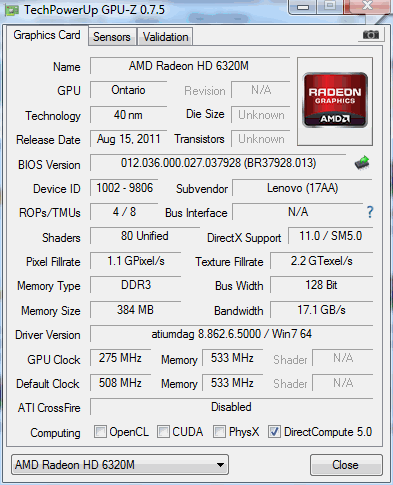 TechPowerUp GPU-Z 0.7.5
Graphics Card Sensors Validation
Name AMD Radeon HD 6320M
GPU Ontario Revision N/A
Technology 40 nm Die Size Unknown
Release Date Aug 15, 2011 Transistors Unknown
RADEON
GRAPHICS
AMD
BIOS Version 012.036.000.027.037928 (BR37928.013)
Device ID 1002 - 9806 Subvendor Lenovo (17AA)
ROPs/TMUs 4 / 8 Bus Interface N/A ?
Shaders 80 Unified DirectX Support 11.0 / SM5.0
Pixel Fillrate 1.1 GPixel/s Texture Fillrate 2.2 GTexel/s
Memory Type DDR3 Bus Width 128 Bit
Memory Size 384 MB Bandwidth 17.1 GB/s
Driver Version atiumdag 8.862.6.5000 / Win7 64
GPU Clock 275 MHz Memory 533 MHz Shader N/A
Default Clock 508 MHz Memory 533 MHz Shader N/A
ATI CrossFire Disabled
Computing OpenCL CUDA PhysX DirectCompute 5.0
AMD Radeon HD 6320M Close